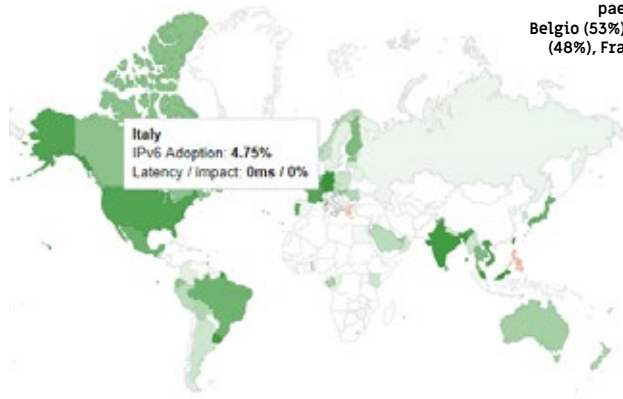 pae
Belgio (53%)
(48%), Fra
Italy
IPv6 Adoption: 4.75%
Latency / impact: 0ms / 0%